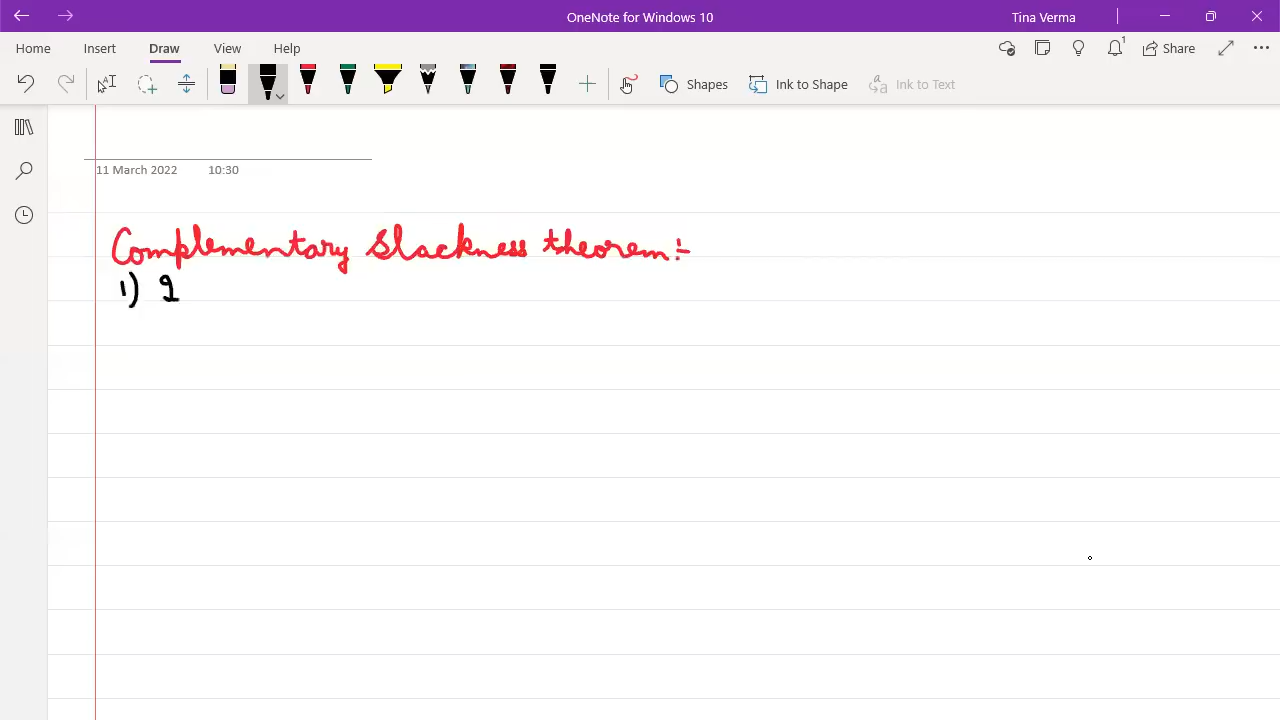 OneNote for Windows 10
Tina Verma
Home Insert Draw View Help
1
Share
Shapes
Ink to Shape
Ink to Text
11 March 2022 10:30
Complementary Slackness theorem:-
1) I